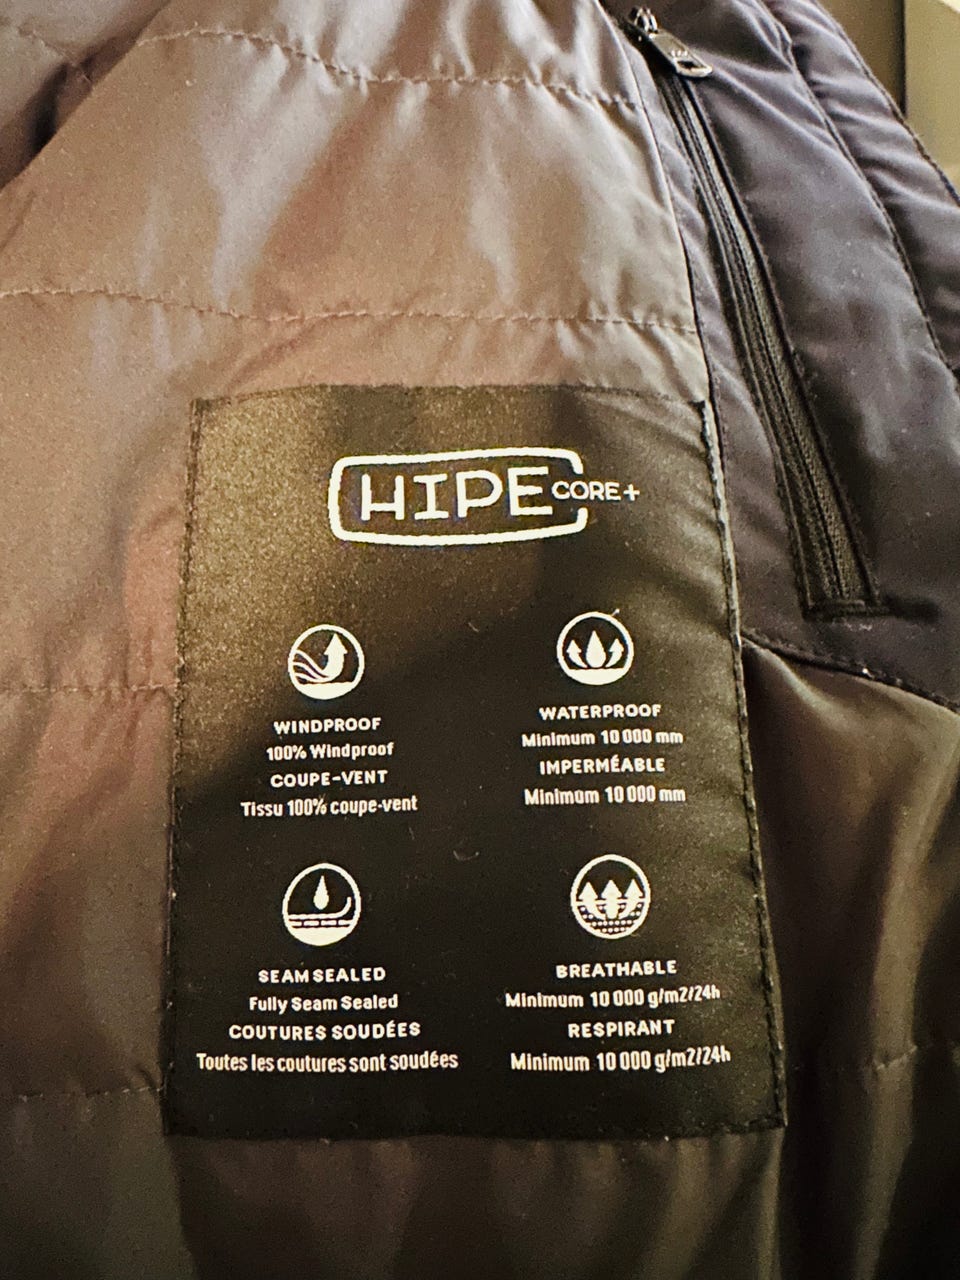 HIPE CORE+
WINDPROOF
100% Windproof
COUPE-VENT
Tissu 100% coupe-vent
WATERPROOF
Minimum 10 000 mm
IMPERMÉABLE
Minimum 10 000 mm
SEAM SEALED
Fully Seam Sealed
COUTURES SOUDÉES
Toutes les coutures sont soudées
BREATHABLE
Minimum 10 000 g/m2/24h
RESPIRANT
Minimum 10 000 g/m2/24h